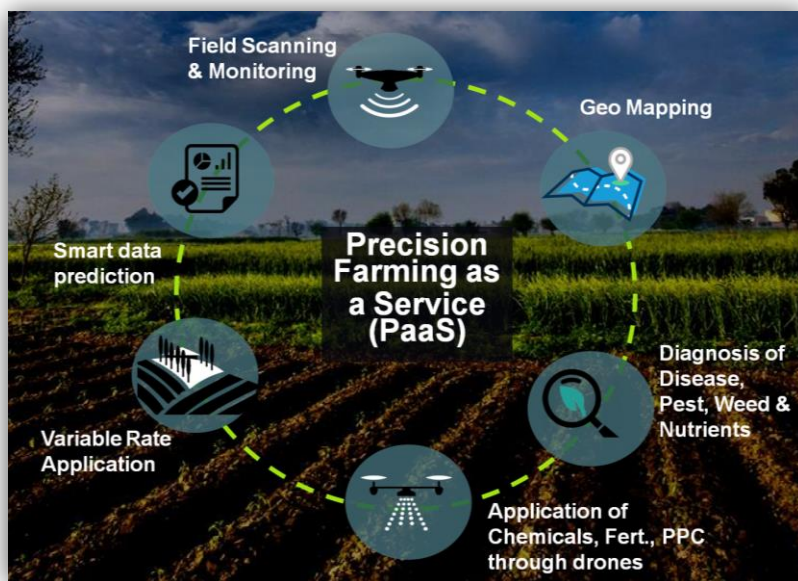 Field Scanning
& Monitoring
Geo Mapping
Smart data
prediction
Precision
Farming as
a Service
(PaaS)
Diagnosis of
Disease,
Pest, Weed &
Nutrients
Variable Rate
Application
Application of
Chemicals, Fert., PPC
through drones